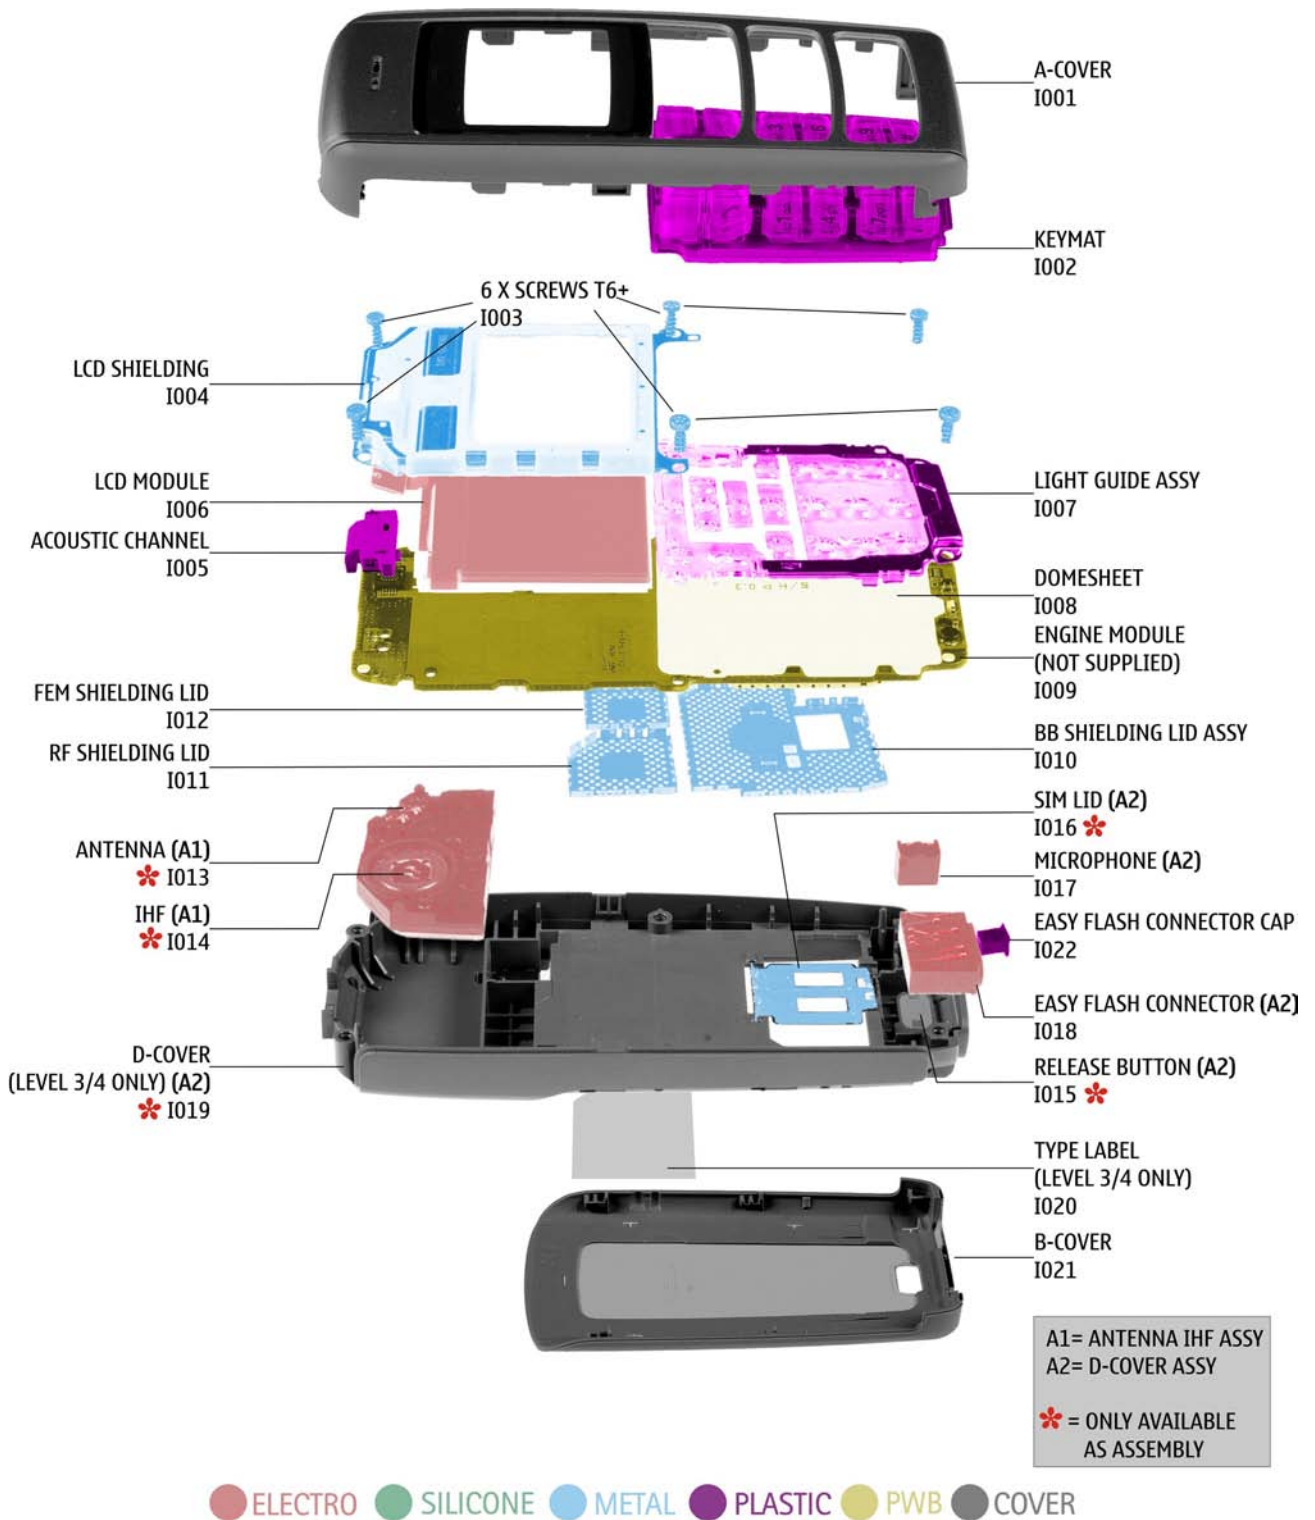 A-COVER
I001
KEYMAT
I002
6 X SCREWS T6+
I003
LCD SHIELDING
I004
LCD MODULE
I006
ACOUSTIC CHANNEL
I005
LIGHT GUIDE ASSY
I007
DOMESHEET
I008
ENGINE MODULE
(NOT SUPPLIED)
I009
FEM SHIELDING LID
I012
RF SHIELDING LID
I011
BB SHIELDING LID ASSY
I010
SIM LID (A2)
I016 *
ANTENNA (A1)
* I013
IHF (A1)
* I014
MICROPHONE (A2)
I017
EASY FLASH CONNECTOR CAP
I022
EASY FLASH CONNECTOR (A2)
I018
D-COVER
(LEVEL 3/4 ONLY) (A2)
* I019
RELEASE BUTTON (A2)
I015 *
TYPE LABEL
(LEVEL 3/4 ONLY)
I020
B-COVER
I021
A1= ANTENNA IHF ASSY
A2= D-COVER ASSY
* = ONLY AVAILABLE
AS ASSEMBLY
ELECTRO SILICONE METAL PLASTIC PWB COVER